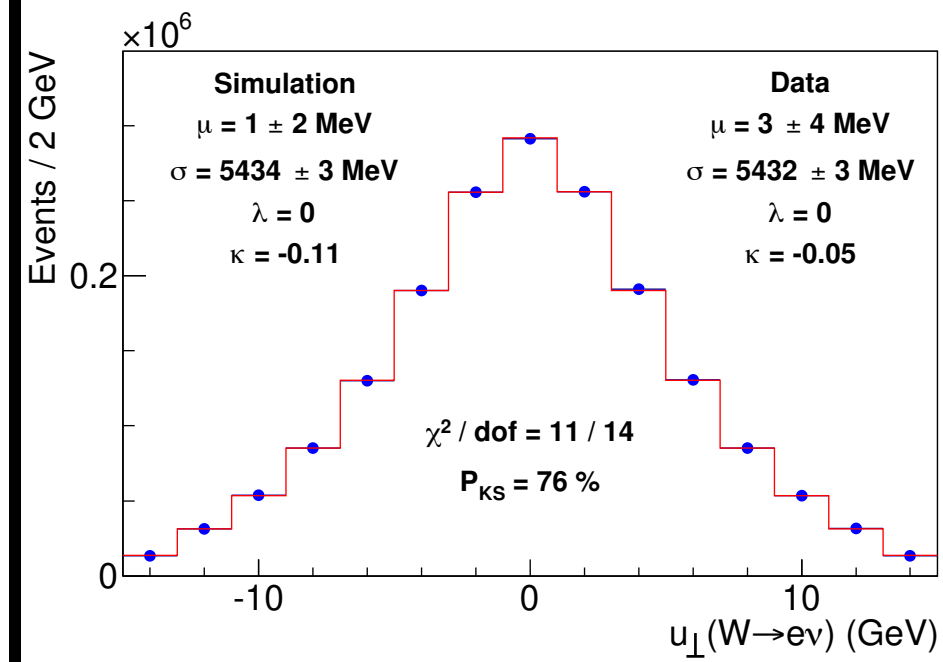 ×10⁶
Events / 2 GeV
Simulation
μ = 1 ± 2 MeV
σ = 5434 ± 3 MeV
λ = 0
κ = -0.11
Data
μ = 3 ± 4 MeV
σ = 5432 ± 3 MeV
λ = 0
κ = -0.05
0.2
χ² / dof = 11 / 14
P_KS = 76 %
0
-10 0 10
u⊥(W→eν) (GeV)